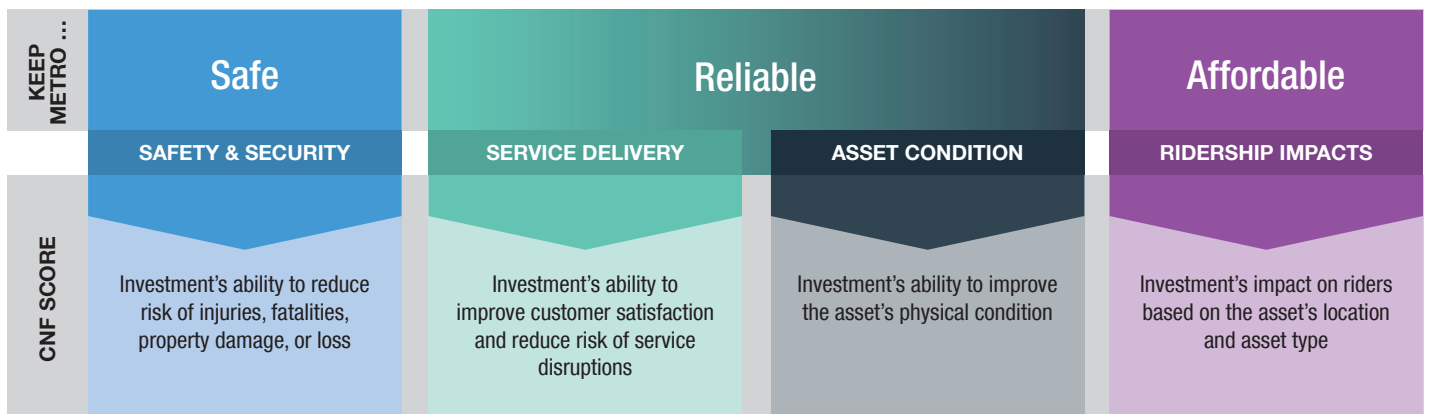 KEEP
METRO ...
Safe
Reliable
Affordable
SAFETY & SECURITY
SERVICE DELIVERY
ASSET CONDITION
RIDERSHIP IMPACTS
CNF SCORE
Investment’s ability to reduce
risk of injuries, fatalities,
property damage, or loss
Investment’s ability to
improve customer satisfaction
and reduce risk of service
disruptions
Investment’s ability to improve
the asset’s physical condition
Investment’s impact on riders
based on the asset’s location
and asset type